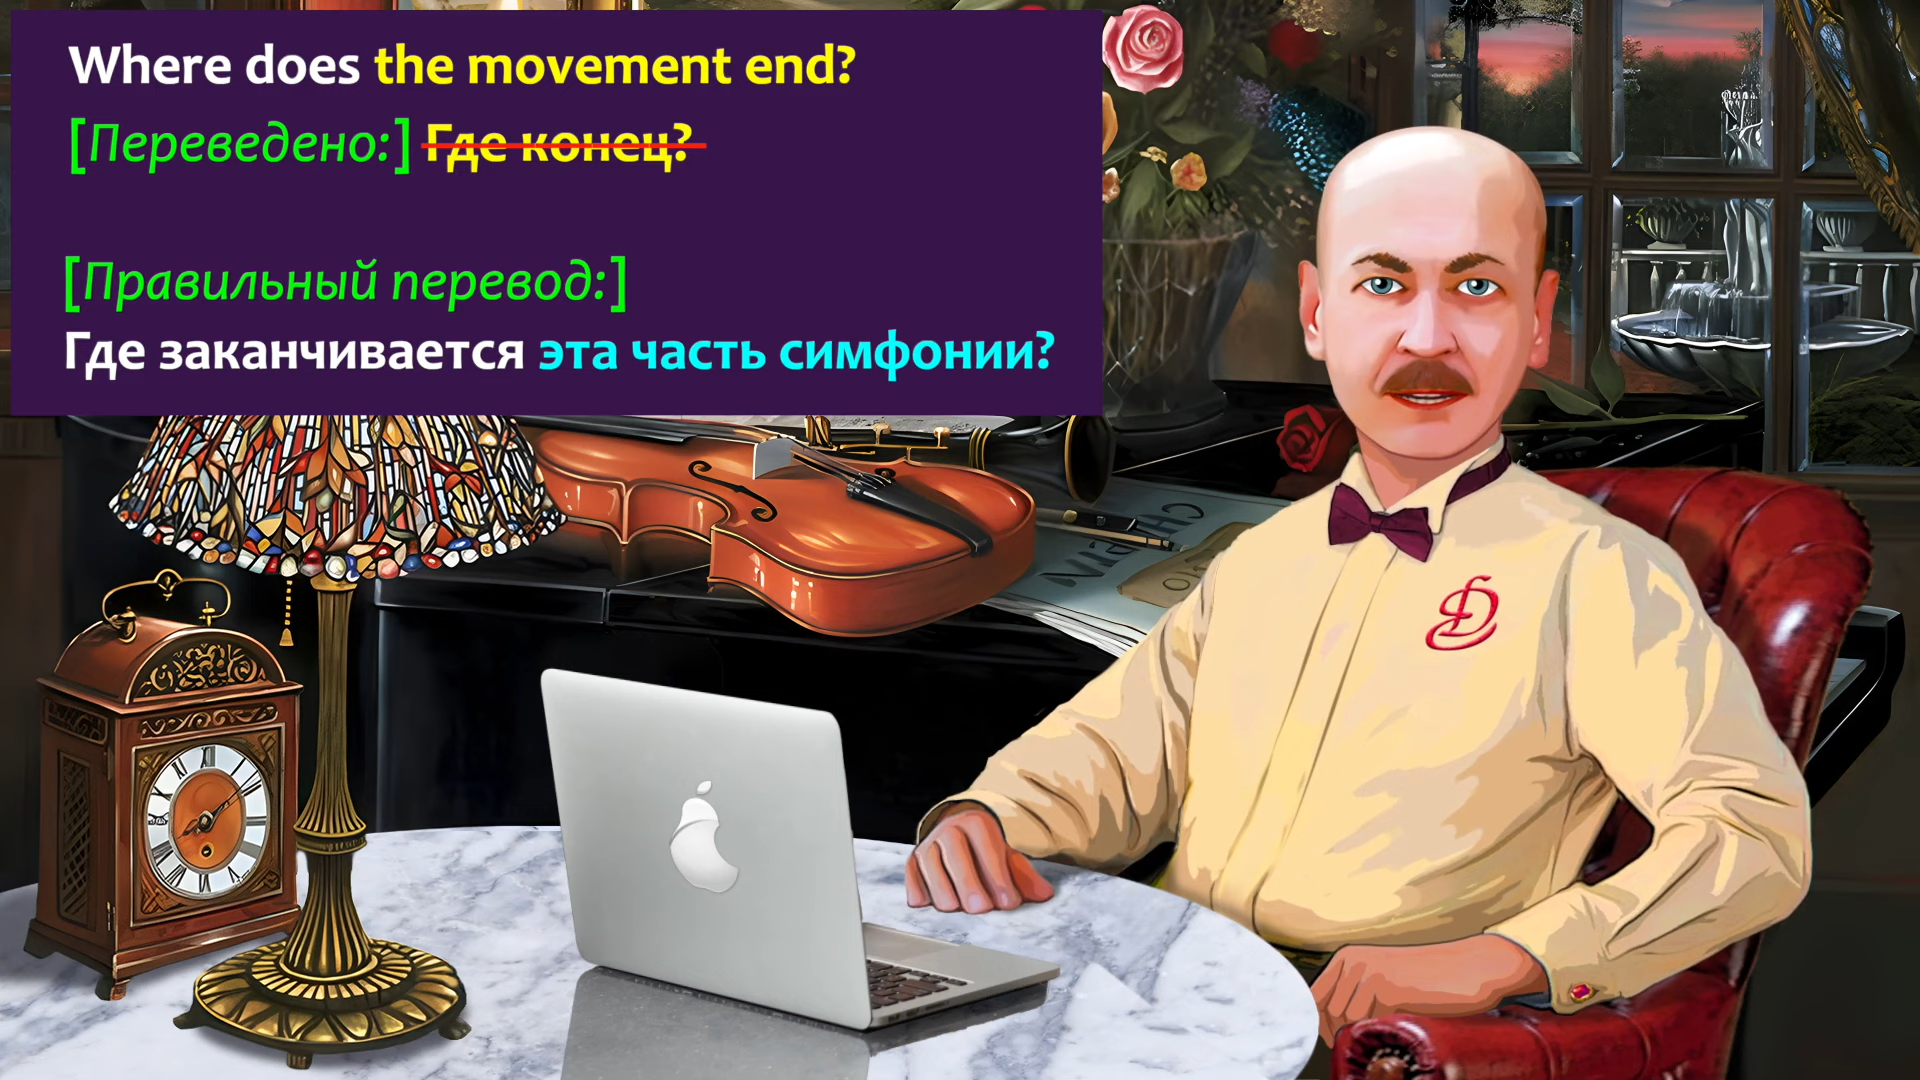 Where does the movement end?
[Переведено:] Где конец?
[Правильный перевод:]
Где заканчивается эта часть симфонии?